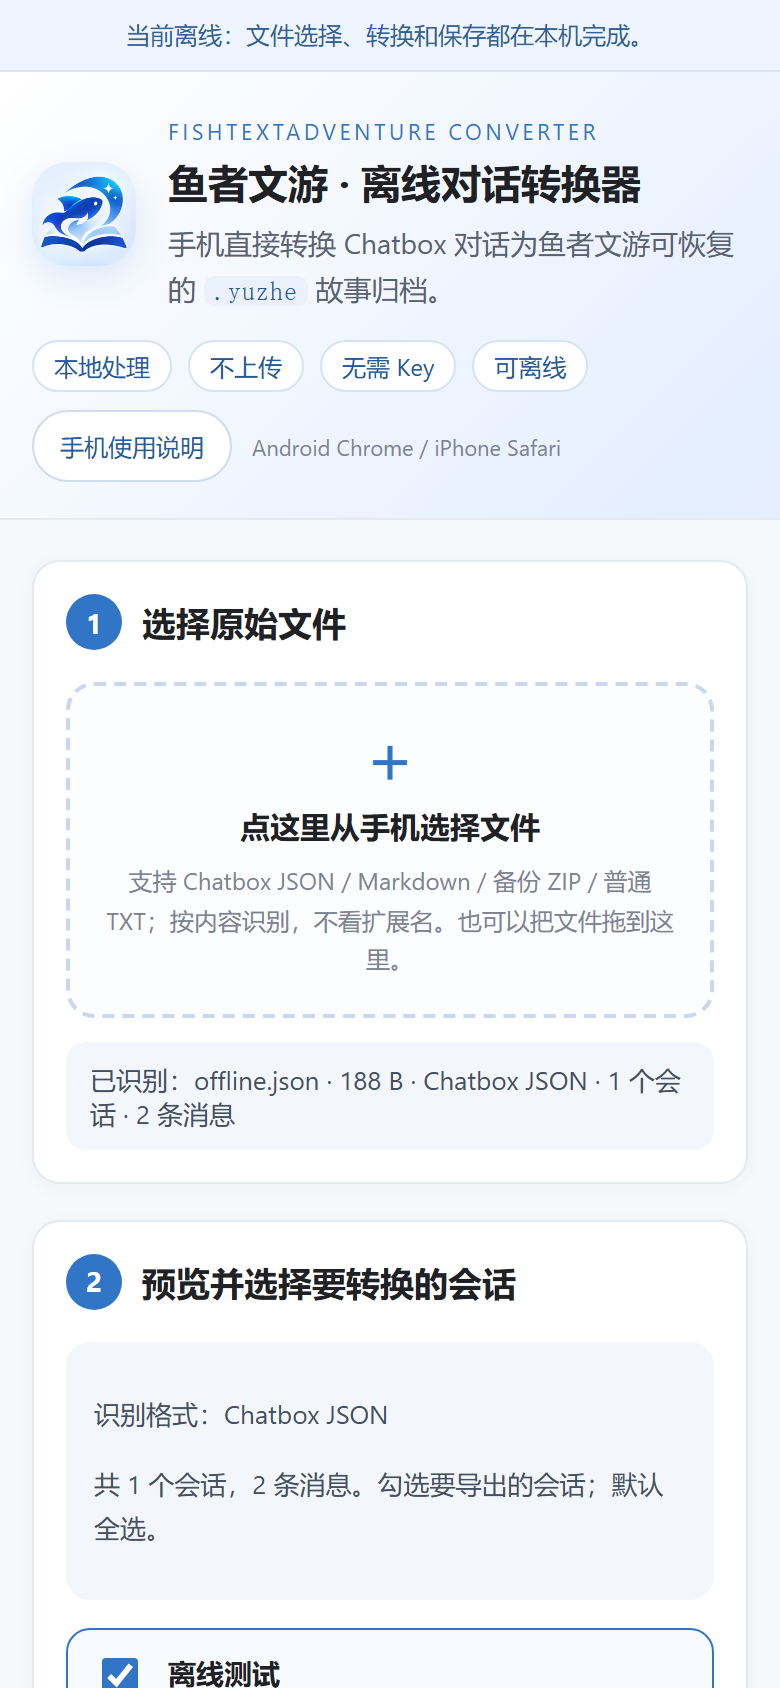 当前离线：文件选择、转换和保存都在本机完成。
FISHTEXTADVENTURE CONVERTER
鱼者文游 · 离线对话转换器
手机直接转换 Chatbox 对话为鱼者文游可恢复
的 .yuzhe 故事归档。
本地处理 不上传 无需 Key 可离线
手机使用说明 Android Chrome / iPhone Safari
1 选择原始文件
+
点这里从手机选择文件
支持 Chatbox JSON / Markdown / 备份 ZIP / 普通
TXT；按内容识别，不看扩展名。也可以把文件拖到这
里。
已识别：offline.json · 188 B · Chatbox JSON · 1 个会
话 · 2 条消息
2 预览并选择要转换的会话
识别格式：Chatbox JSON
共 1 个会话，2 条消息。勾选要导出的会话；默认
全选。
离线测试